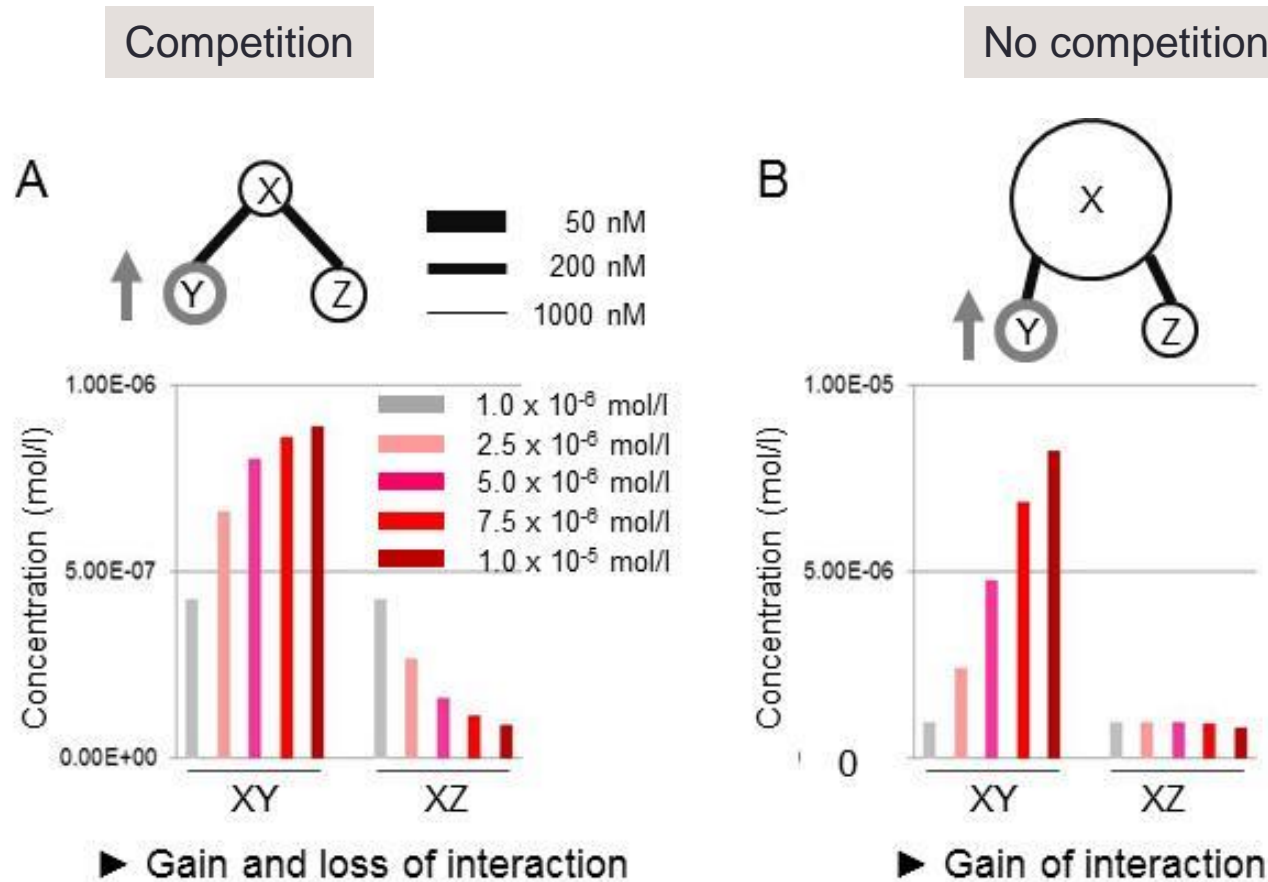 Competition
No competition
A
X
Y
Z
50 nM
200 nM
1000 nM
B
X
Y
Z
Concentration (mol/l)
1.00E-06
5.00E-07
0.00E+00
1.0 x 10⁻⁶ mol/l
2.5 x 10⁻⁶ mol/l
5.0 x 10⁻⁶ mol/l
7.5 x 10⁻⁶ mol/l
1.0 x 10⁻⁵ mol/l
XY
XZ
► Gain and loss of interaction
Concentration (mol/l)
1.00E-05
5.00E-06
0
XY
XZ
► Gain of interaction